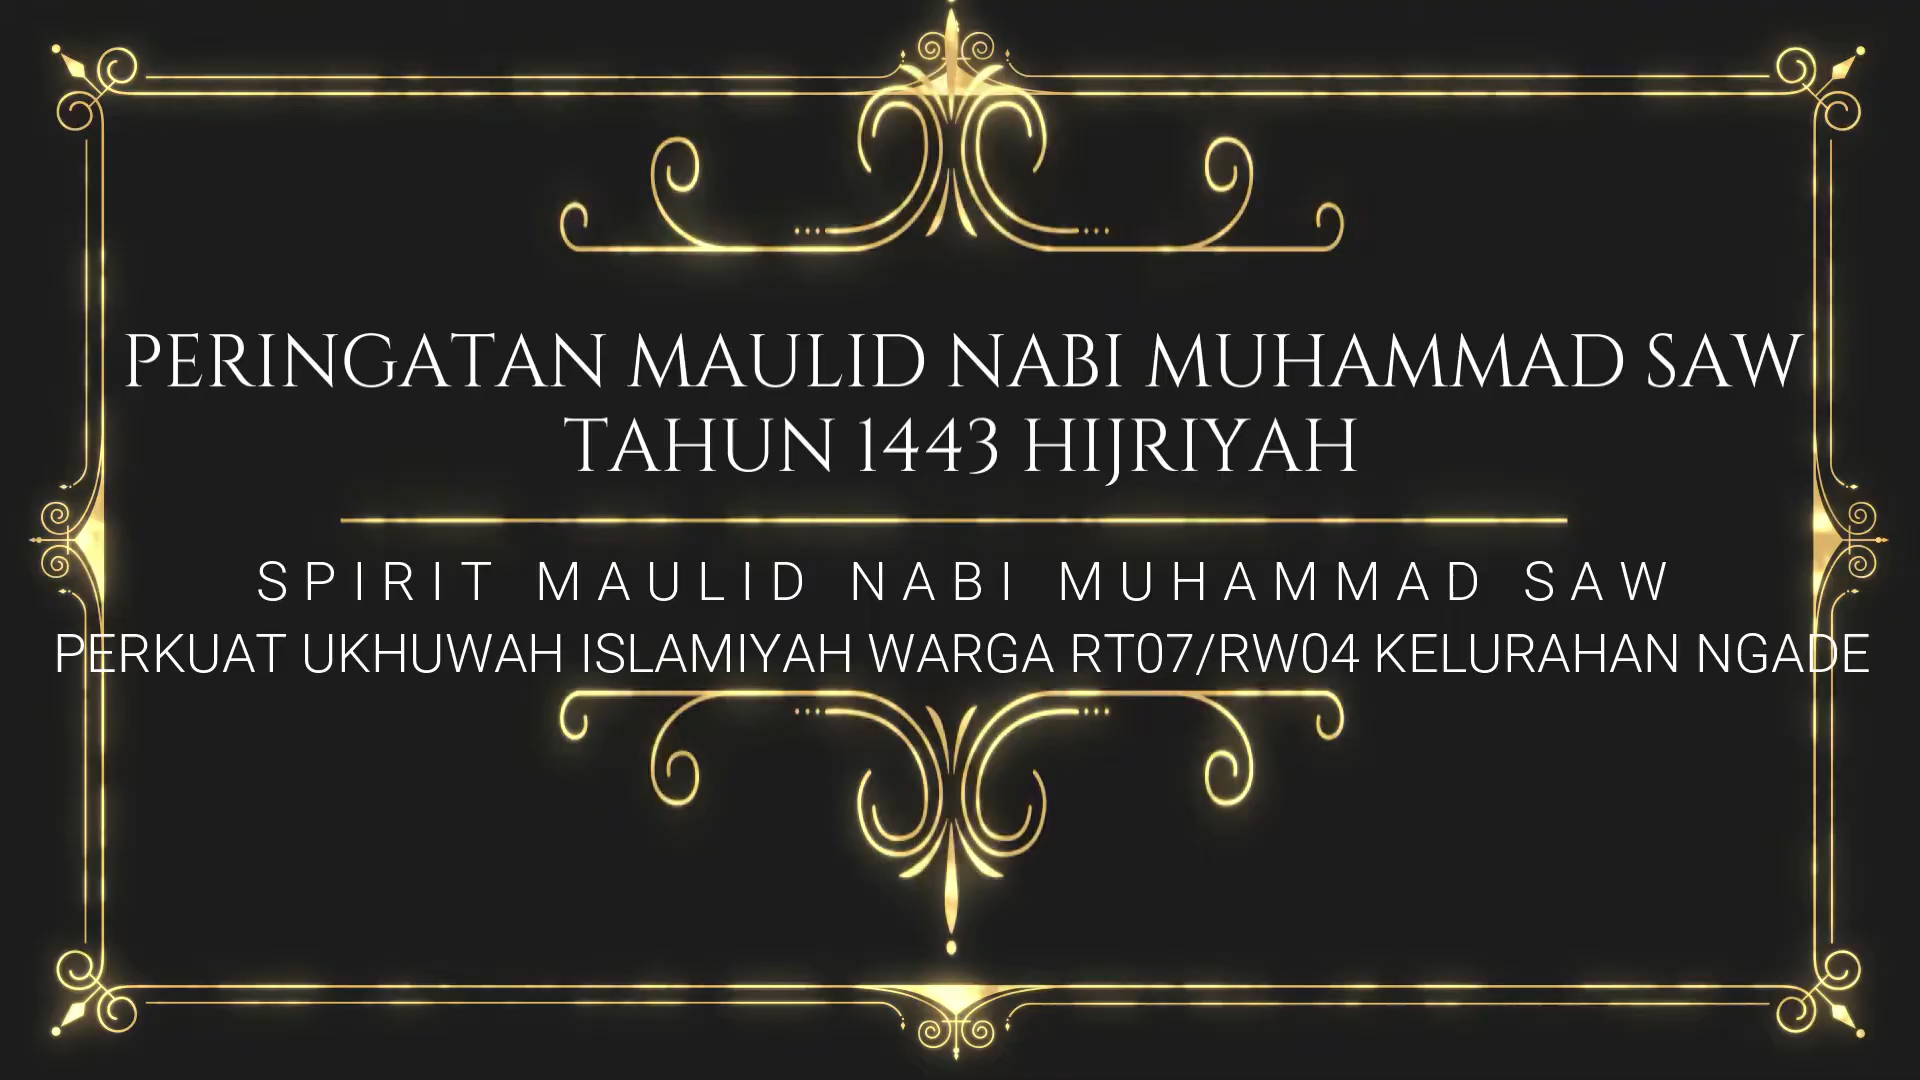 PERINGATAN MAULID NABI MUHAMMAD SAW
TAHUN 1443 HIJRIYAH
SPIRIT MAULID NABI MUHAMMAD SAW
PERKUAT UKHUWAH ISLAMIYAH WARGA RT07/RW04 KELURAHAN NGADE